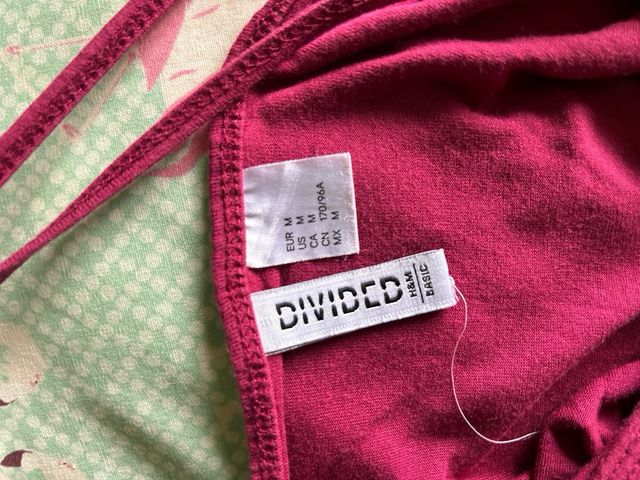 EUR M
US M
CA M
CN 170/96A
MX M
DIVIDED
H&M
BASIC